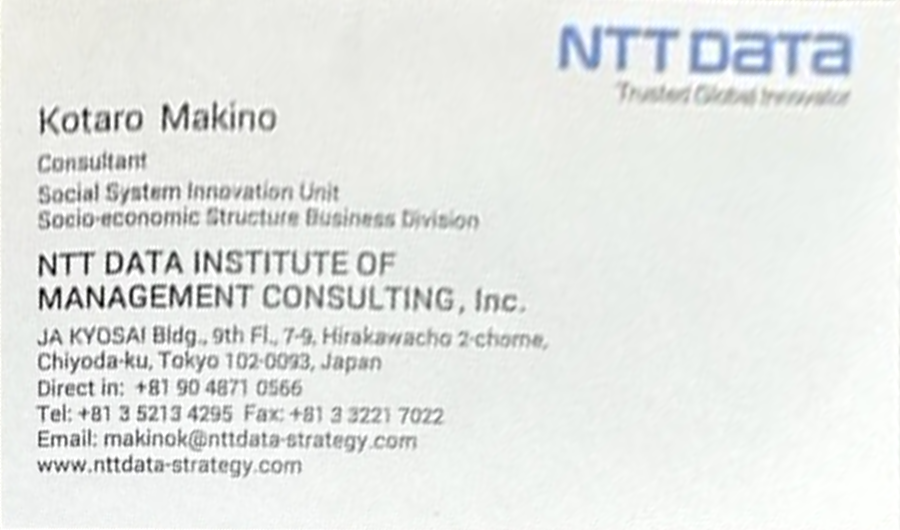 NTT DATA
Trusted Global Innovator
Kotaro Makino
Consultant
Social System Innovation Unit
Socio-economic Structure Business Division
NTT DATA INSTITUTE OF
MANAGEMENT CONSULTING, Inc.
JA KYOSAI Bldg., 9th Fl., 7-9, Hirakawacho 2-chome,
Chiyoda-ku, Tokyo 102-0093, Japan
Direct in: +81 90 4871 0566
Tel: +81 3 5213 4295 Fax: +81 3 3221 7022
Email: makinok@nttdata-strategy.com
www.nttdata-strategy.com